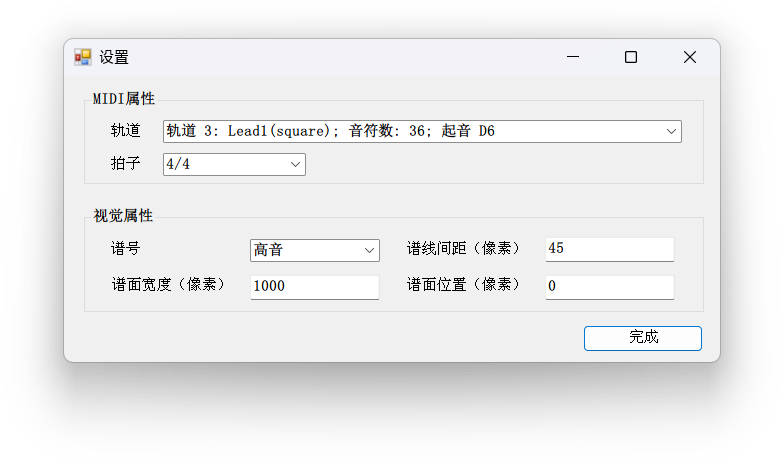 设置
MIDI属性
轨道 轨道 3: Lead1(square); 音符数: 36; 起音 D6
拍子 4/4
视觉属性
谱号 高音 谱线间距（像素） 45
谱面宽度（像素） 1000 谱面位置（像素） 0
完成